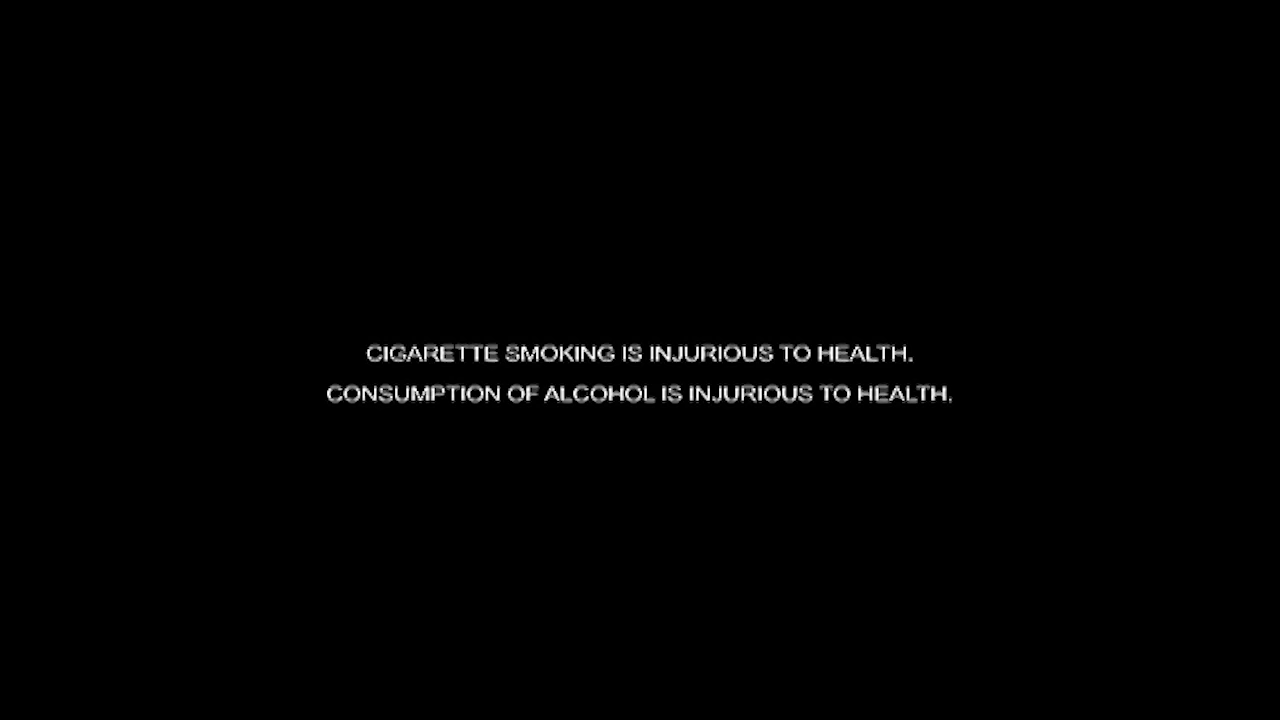 CIGARETTE SMOKING IS INJURIOUS TO HEALTH.
CONSUMPTION OF ALCOHOL IS INJURIOUS TO HEALTH.